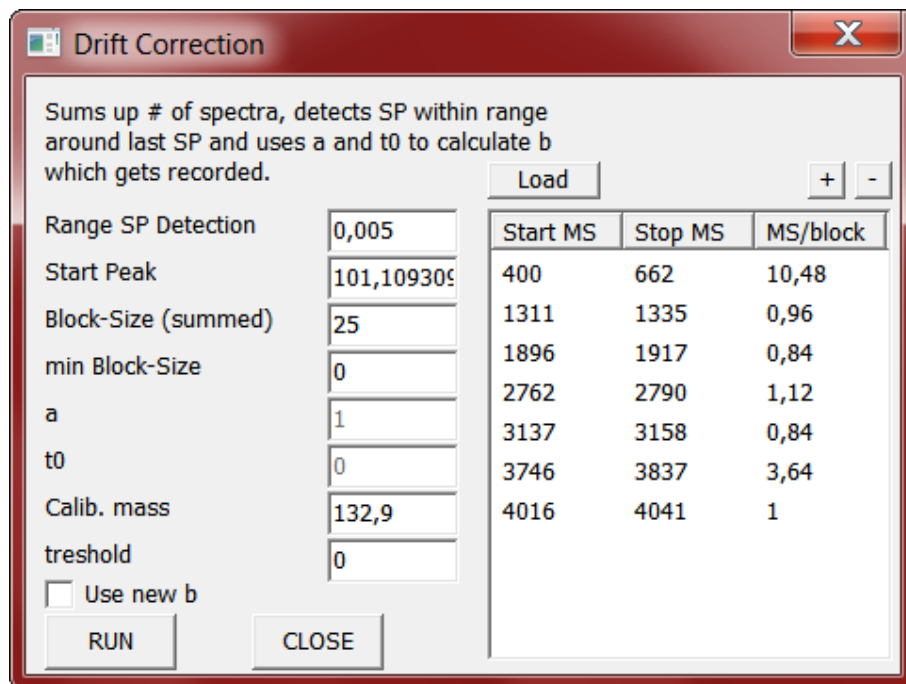 Drift Correction
Sums up # of spectra, detects SP within range
around last SP and uses a and t0 to calculate b
which gets recorded.
Load
+ -
Range SP Detection 0,005
Start Peak 101,109309
Block-Size (summed) 25
min Block-Size 0
a 1
t0 0
Calib. mass 132,9
treshold 0
Use new b
RUN CLOSE
Start MS Stop MS MS/block
400 662 10,48
1311 1335 0,96
1896 1917 0,84
2762 2790 1,12
3137 3158 0,84
3746 3837 3,64
4016 4041 1